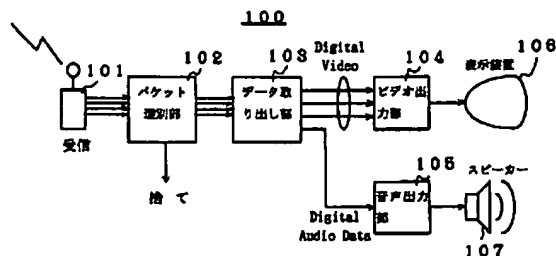 100
101
受信
102
パケット
選別部
捨て
103
データ取
り出し部
Digital
Video
104
ビデオ出
力部
106
表示装置
105
音声出力
部
Digital
Audio Data
スピーカー
107